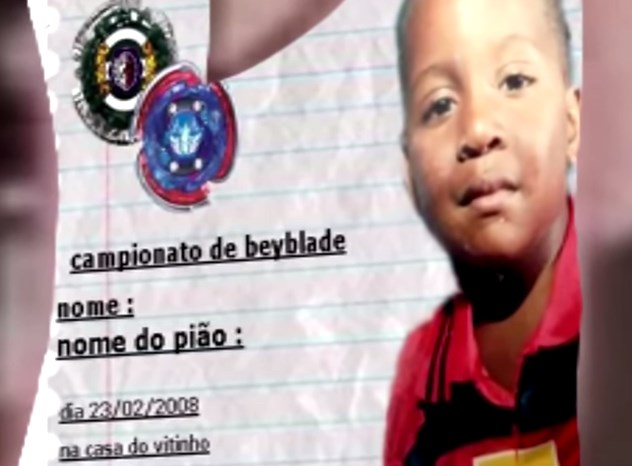 campionato de beyblade
nome :
nome do pião :
dia 23/02/2008
na casa do vitinho